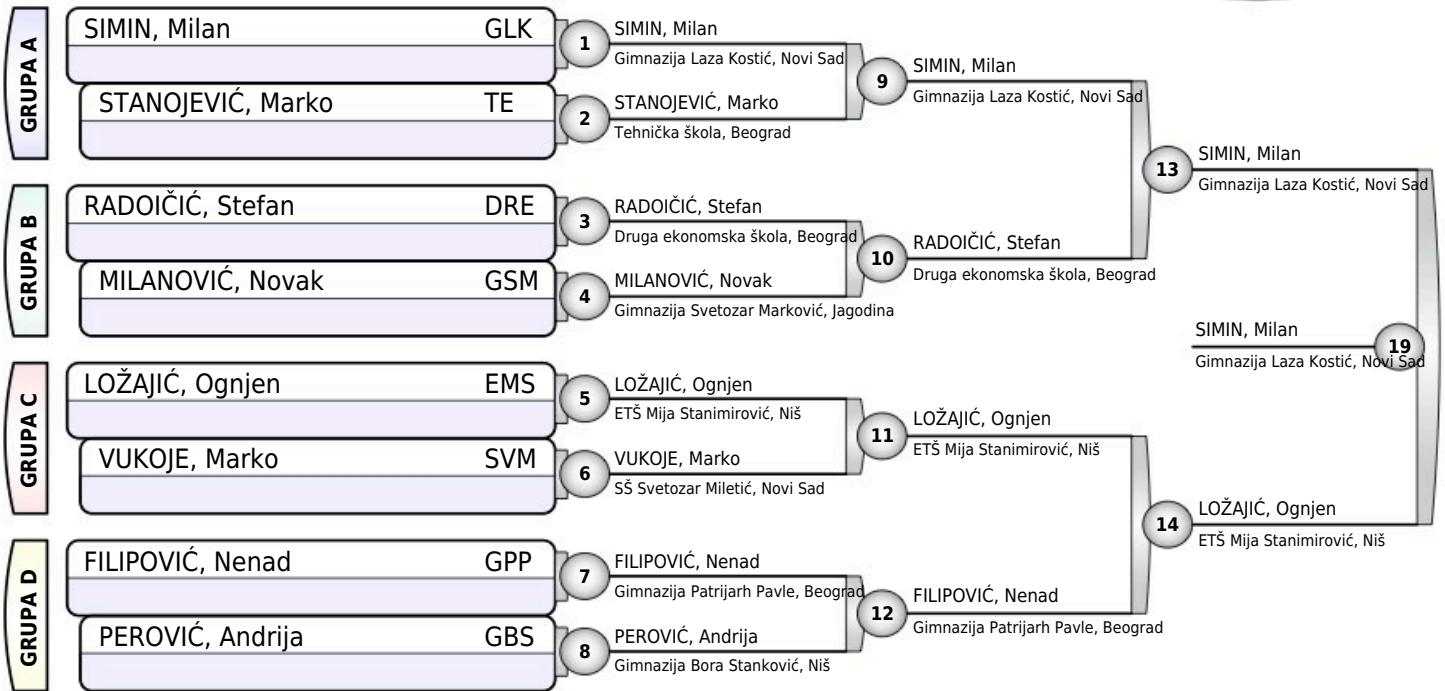 GRUPA A
SIMIN, Milan GLK
STANOJEVIĆ, Marko TE
GRUPA B
RADOIČIĆ, Stefan DRE
MILANOVIĆ, Novak GSM
GRUPA C
LOŽAJIĆ, Ognjen EMS
VUKOJE, Marko SVM
GRUPA D
FILIPOVIĆ, Nenad GPP
PEROVIĆ, Andrija GBS
1
SIMIN, Milan
Gimnazija Laza Kostić, Novi Sad
2
STANOJEVIĆ, Marko
Tehnička škola, Beograd
3
RADOIČIĆ, Stefan
Druga ekonomska škola, Beograd
4
MILANOVIĆ, Novak
Gimnazija Svetozar Marković, Jagodina
5
LOŽAJIĆ, Ognjen
ETŠ Mija Stanimirović, Niš
6
VUKOJE, Marko
SŠ Svetozar Miletić, Novi Sad
7
FILIPOVIĆ, Nenad
Gimnazija Patrijarh Pavle, Beograd
8
PEROVIĆ, Andrija
Gimnazija Bora Stanković, Niš
9
SIMIN, Milan
Gimnazija Laza Kostić, Novi Sad
10
RADOIČIĆ, Stefan
Druga ekonomska škola, Beograd
11
LOŽAJIĆ, Ognjen
ETŠ Mija Stanimirović, Niš
12
FILIPOVIĆ, Nenad
Gimnazija Patrijarh Pavle, Beograd
13
SIMIN, Milan
Gimnazija Laza Kostić, Novi Sad
14
LOŽAJIĆ, Ognjen
ETŠ Mija Stanimirović, Niš
SIMIN, Milan
19
Gimnazija Laza Kostić, Novi Sad